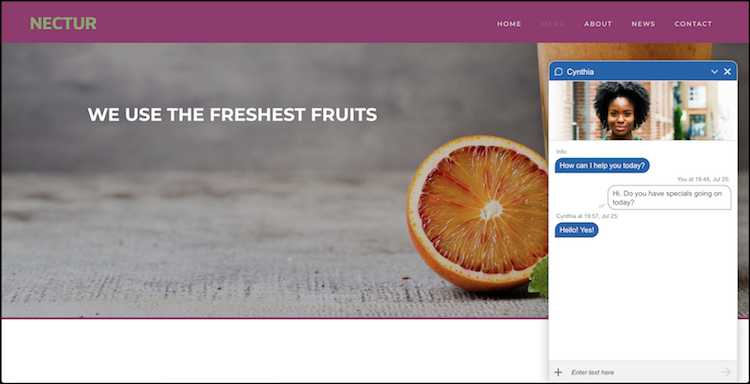 NECTUR
HOME MENU ABOUT NEWS CONTACT
WE USE THE FRESHEST FRUITS
Cynthia
Info:
How can I help you today?
You at 19:48, Jul 25:
Hi. Do you have specials going on
today?
Cynthia at 19:57, Jul 25:
Hello! Yes!
Enter text here